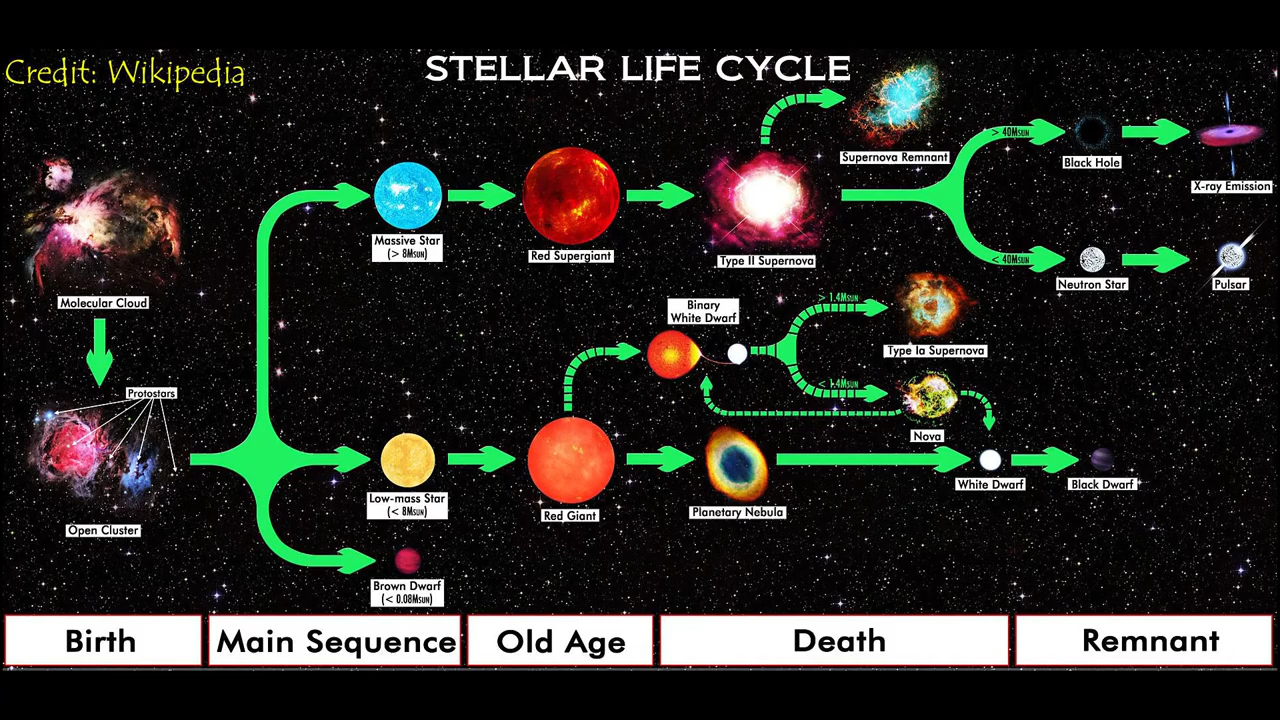 Credit: Wikipedia
STELLAR LIFE CYCLE
Molecular Cloud
Protostars
Open Cluster
Massive Star
(> 8MSUN)
Low-mass Star
(< 8MSUN)
Brown Dwarf
(< 0.08MSUN)
Red Supergiant
Red Giant
Type II Supernova
Supernova Remnant
Binary
White Dwarf
> 1.4MSUN
< 1.4MSUN
Type Ia Supernova
Nova
Planetary Nebula
White Dwarf
Black Dwarf
> 40MSUN
< 40MSUN
Black Hole
X-ray Emission
Neutron Star
Pulsar
Birth
Main Sequence
Old Age
Death
Remnant